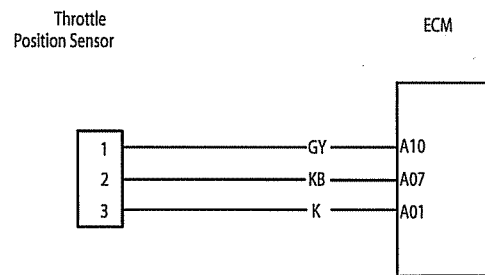 Throttle
Position Sensor
ECM
1 GY A10
2 KB A07
3 K A01